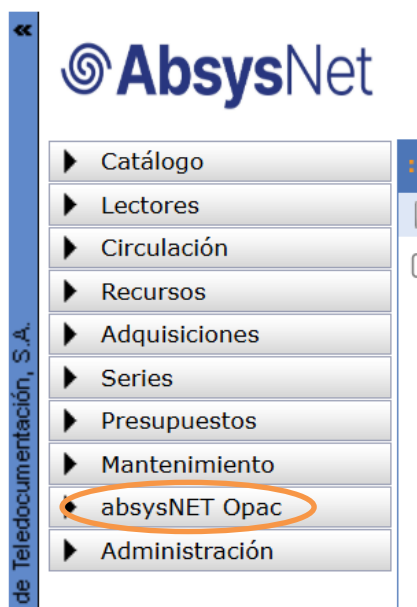 «
AbsysNet
Catálogo
Lectores
Circulación
Recursos
Adquisiciones
Series
Presupuestos
Mantenimiento
absysNET Opac
Administración
de Teledocumentación, S.A.